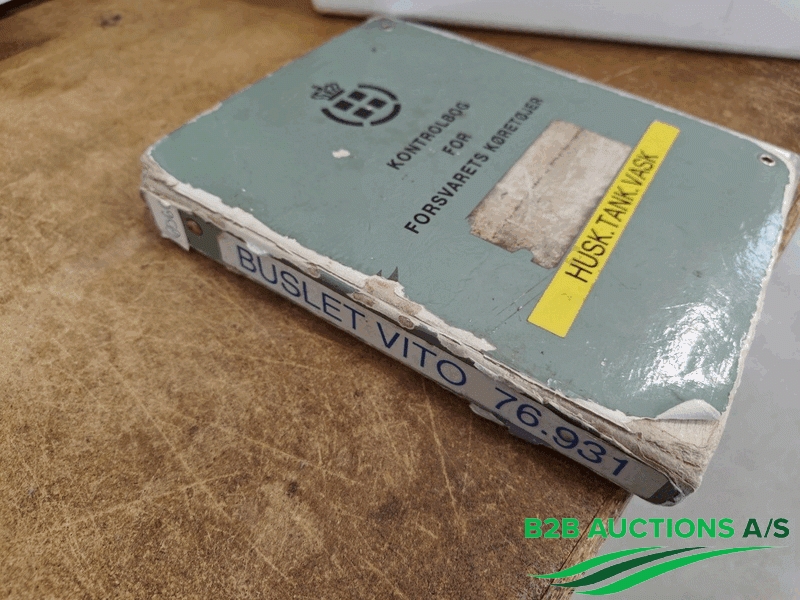 KONTROLBOG
FOR
FORSVARETS KØRETØJER
HUSK.TANK.VASK
BUSLET VITO 76.931
B2B AUCTIONS A/S